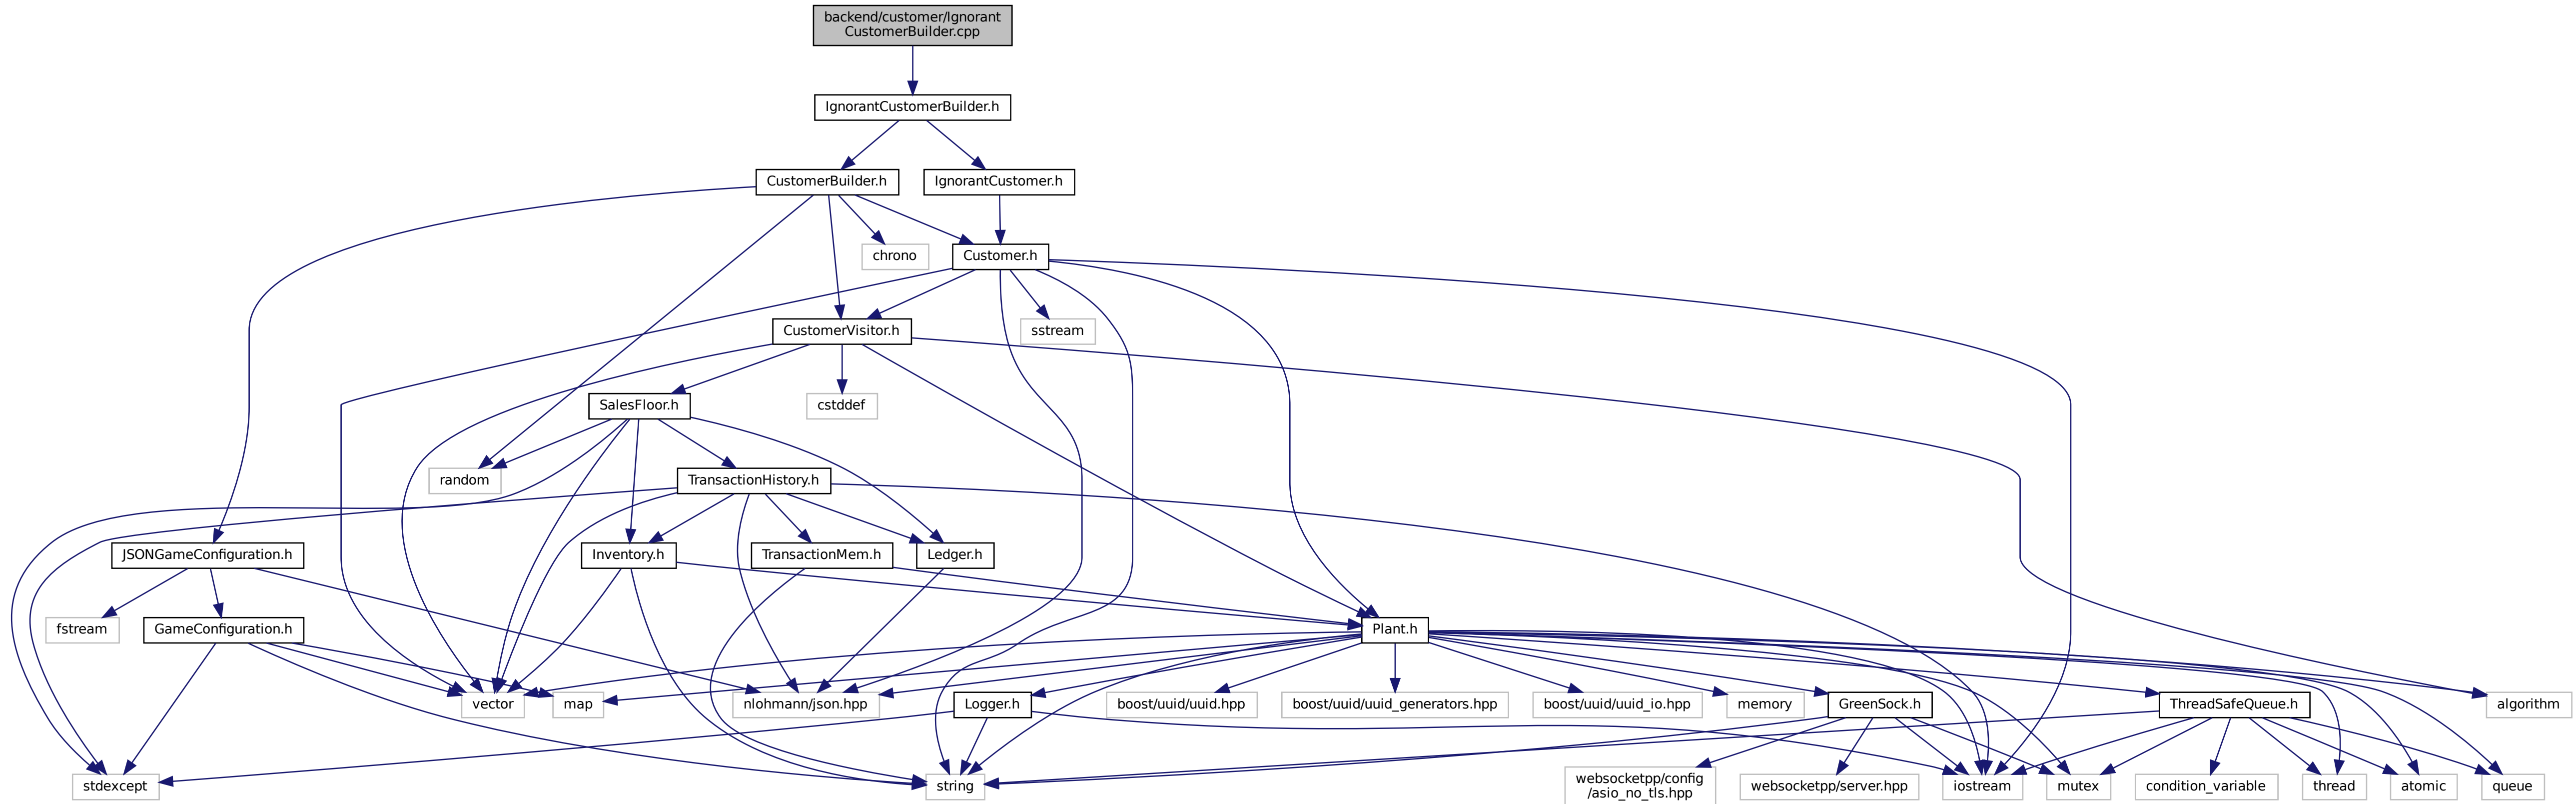 backend/customer/Ignorant
CustomerBuilder.cpp
IgnorantCustomerBuilder.h
CustomerBuilder.h
IgnorantCustomer.h
chrono
Customer.h
CustomerVisitor.h
sstream
SalesFloor.h
cstddef
random
TransactionHistory.h
JSONGameConfiguration.h
Inventory.h
TransactionMem.h
Ledger.h
fstream
GameConfiguration.h
Plant.h
vector
map
nlohmann/json.hpp
Logger.h
boost/uuid/uuid.hpp
boost/uuid/uuid_generators.hpp
boost/uuid/uuid_io.hpp
memory
GreenSock.h
ThreadSafeQueue.h
algorithm
stdexcept
string
websocketpp/config
/asio_no_tls.hpp
websocketpp/server.hpp
iostream
mutex
condition_variable
thread
atomic
queue